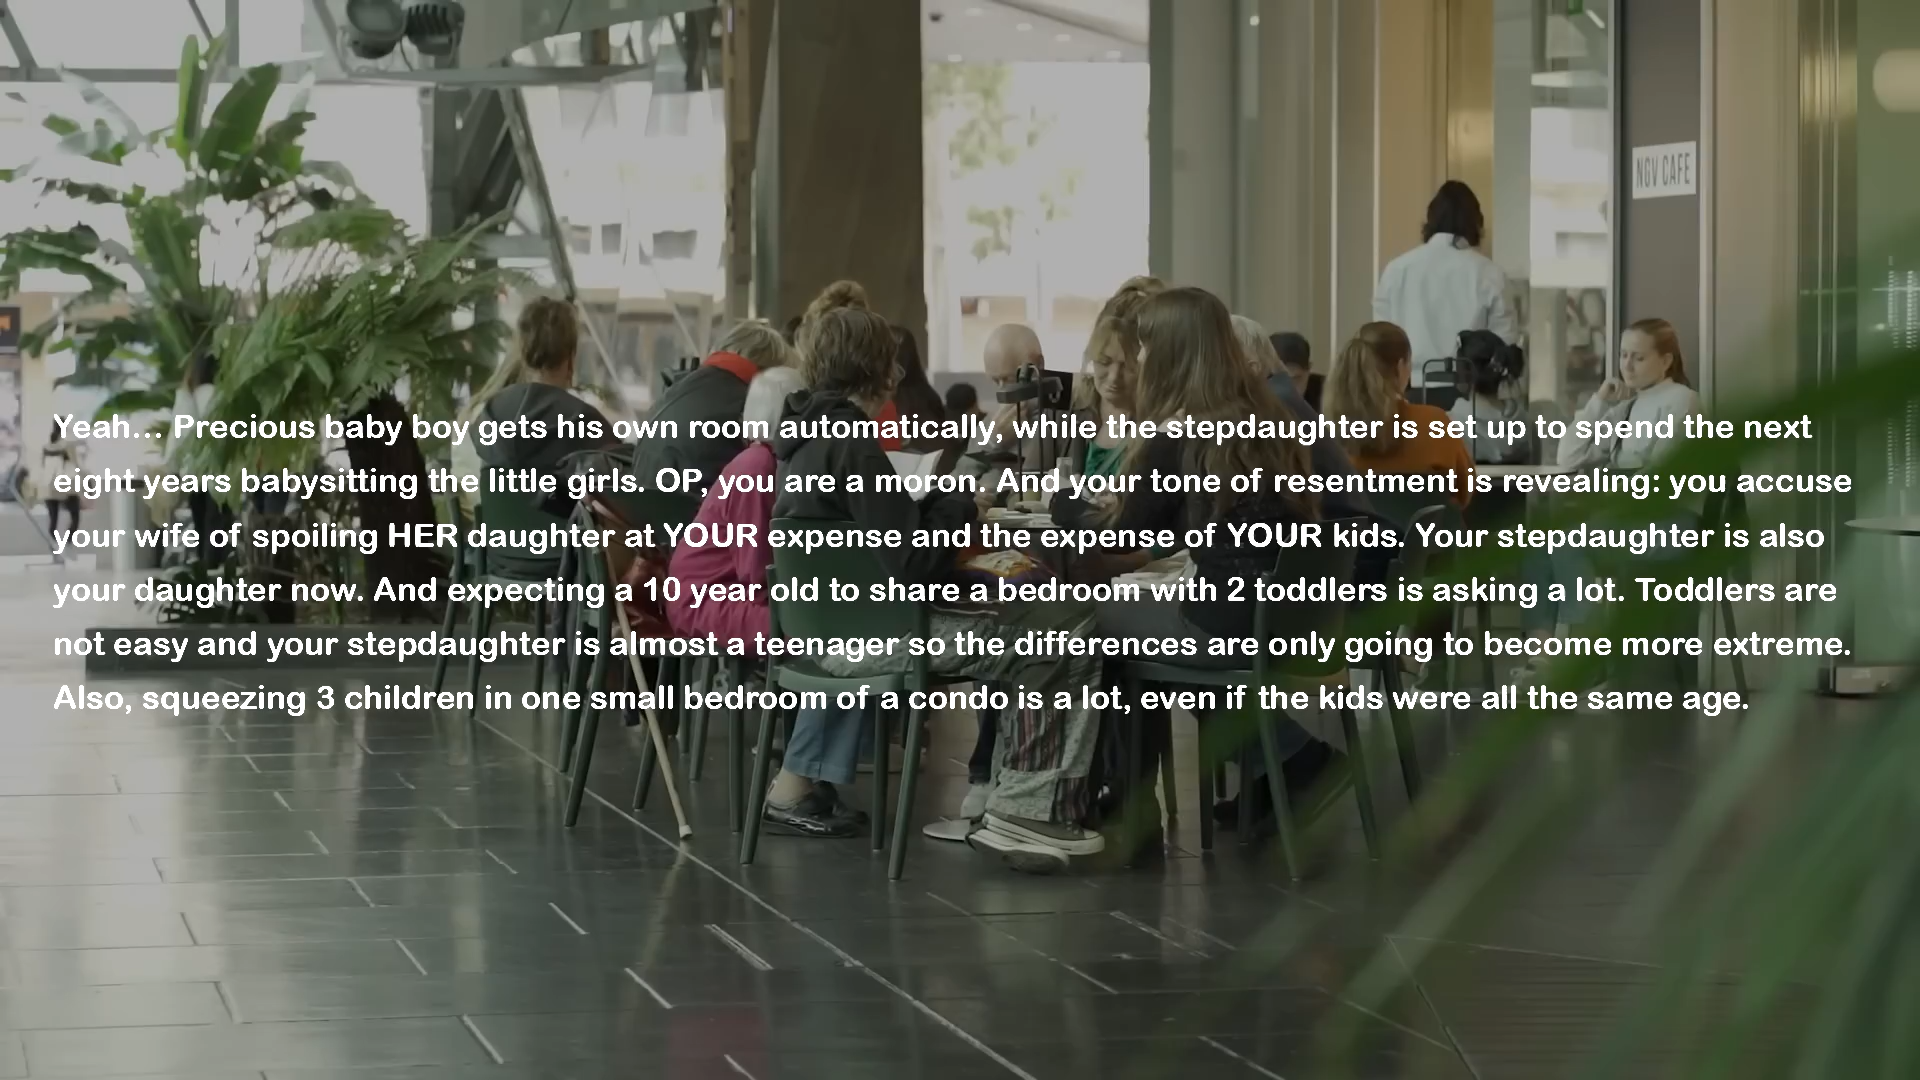 NGV CAFE
Yeah... Precious baby boy gets his own room automatically, while the stepdaughter is set up to spend the next
eight years babysitting the little girls. OP, you are a moron. And your tone of resentment is revealing: you accuse
your wife of spoiling HER daughter at YOUR expense and the expense of YOUR kids. Your stepdaughter is also
your daughter now. And expecting a 10 year old to share a bedroom with 2 toddlers is asking a lot. Toddlers are
not easy and your stepdaughter is almost a teenager so the differences are only going to become more extreme.
Also, squeezing 3 children in one small bedroom of a condo is a lot, even if the kids were all the same age.